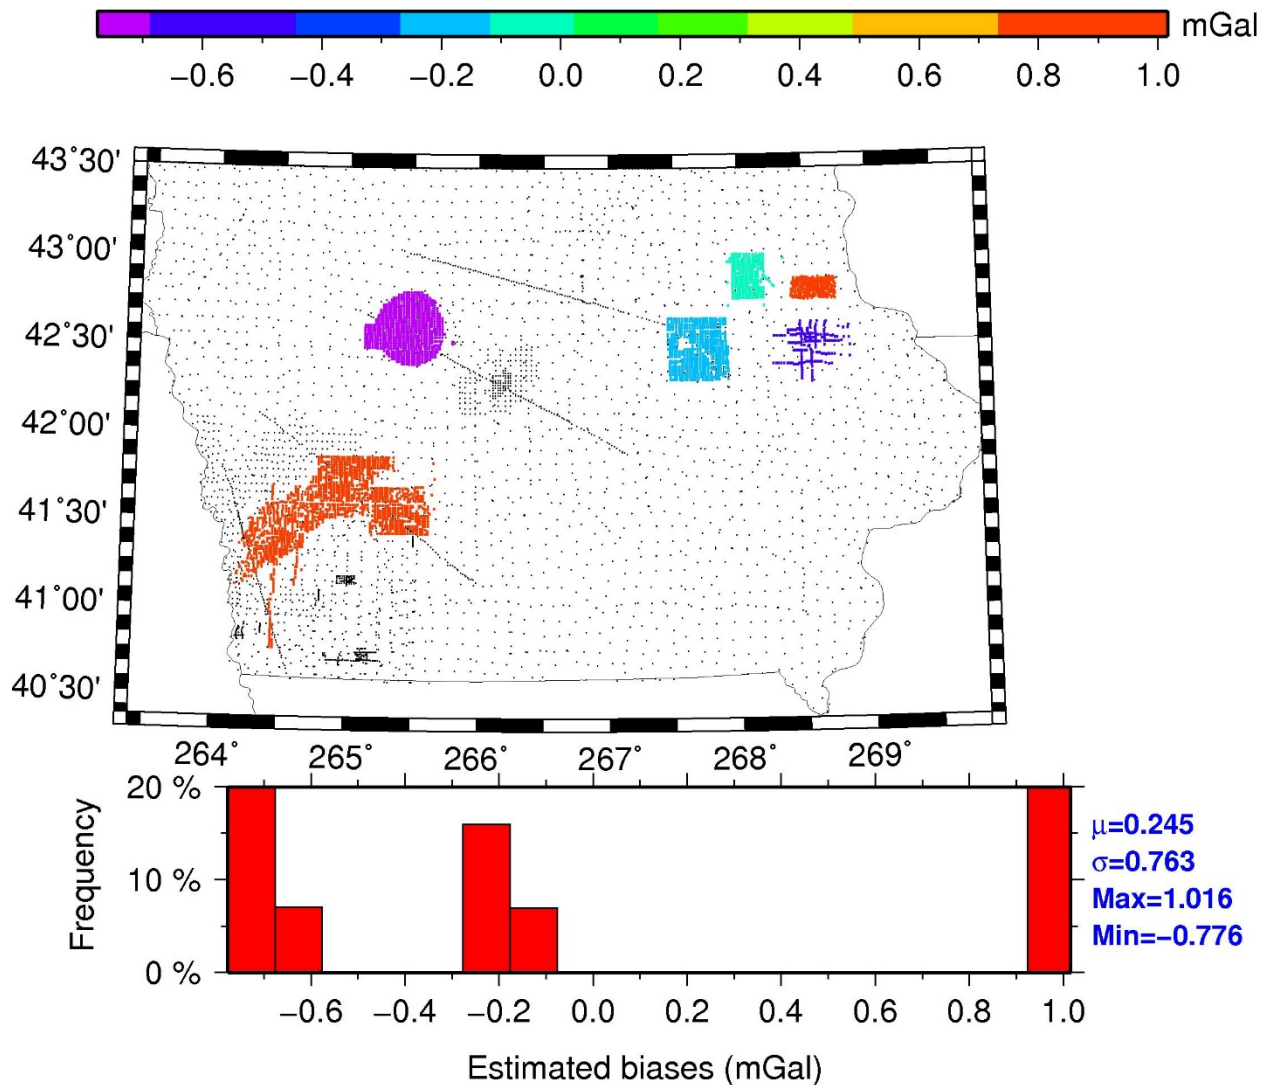 mGal
−0.6 −0.4 −0.2 0.0 0.2 0.4 0.6 0.8 1.0
43˚30'
43˚00'
42˚30'
42˚00'
41˚30'
41˚00'
40˚30'
264˚ 265˚ 266˚ 267˚ 268˚ 269˚
20 %
10 %
0 %
Frequency
μ=0.245
σ=0.763
Max=1.016
Min=−0.776
−0.6 −0.4 −0.2 0.0 0.2 0.4 0.6 0.8 1.0
Estimated biases (mGal)